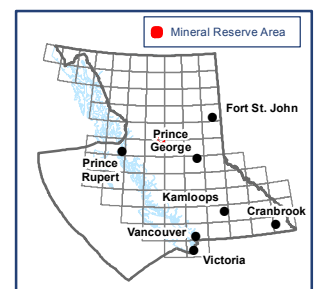 Mineral Reserve Area
Fort St. John
Prince
George
Prince
Rupert
Kamloops
Cranbrook
Vancouver
Victoria